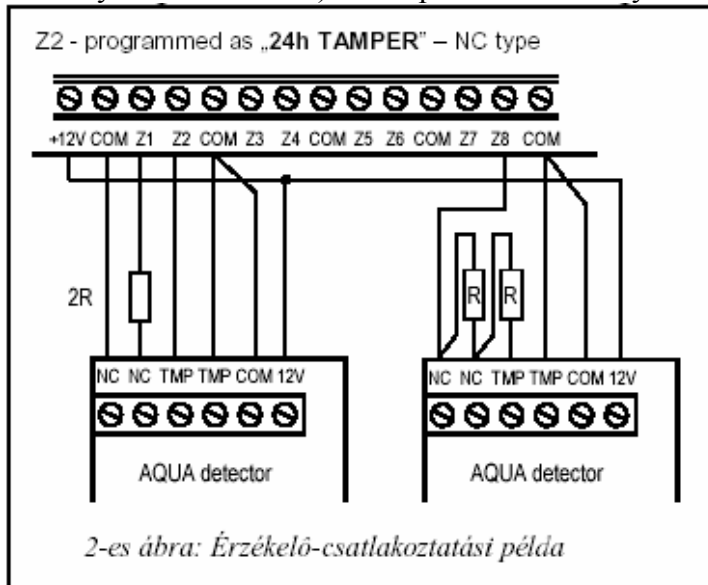 Z2 - programmed as „24h TAMPER" – NC type
+12V COM Z1 Z2 COM Z3 Z4 COM Z5 Z6 COM Z7 Z8 COM
2R
R R
NC NC TMP TMP COM 12V
NC NC TMP TMP COM 12V
AQUA detector
AQUA detector
2-es ábra: Érzékelő-csatlakoztatási példa